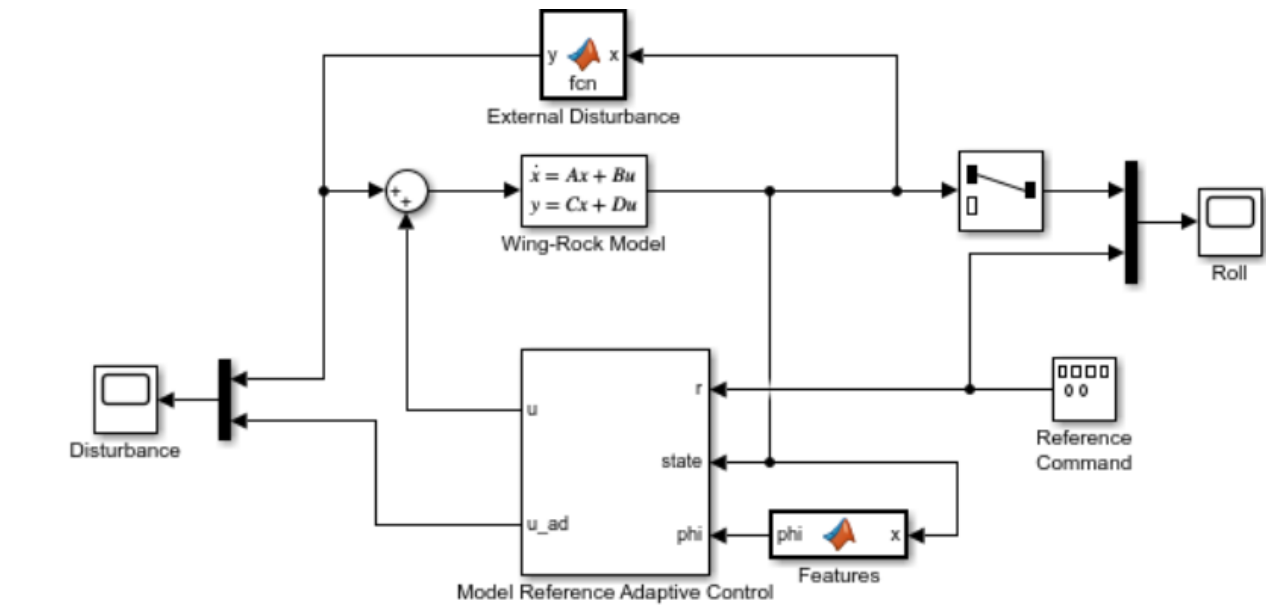 y x
fcn
External Disturbance
+
+
ẋ = Ax + Bu
y = Cx + Du
Wing-Rock Model
Roll
r
u
state
u_ad
phi
phi x
Features
Model Reference Adaptive Control
Reference
Command
Disturbance